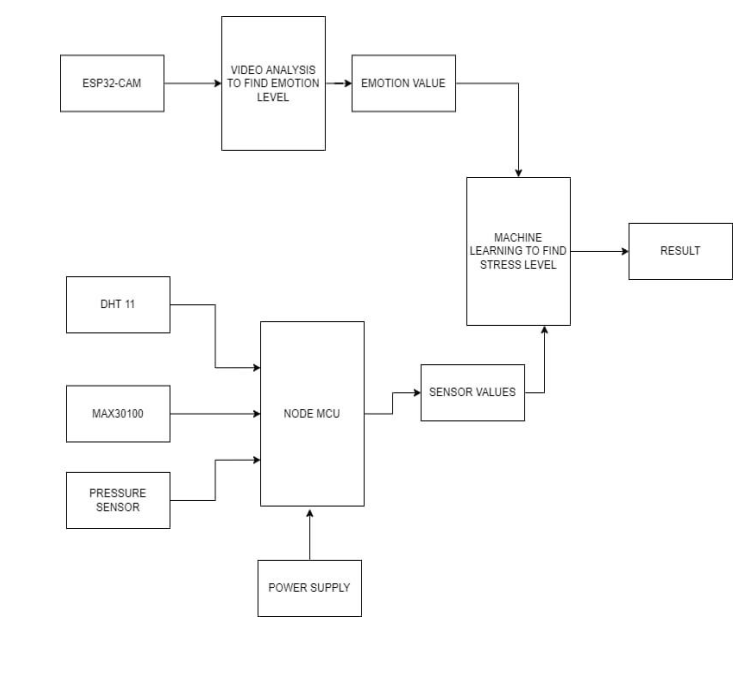 ESP32-CAM
VIDEO ANALYSIS
TO FIND EMOTION
LEVEL
EMOTION VALUE
MACHINE
LEARNING TO FIND
STRESS LEVEL
RESULT
DHT 11
MAX30100
PRESSURE
SENSOR
NODE MCU
SENSOR VALUES
POWER SUPPLY